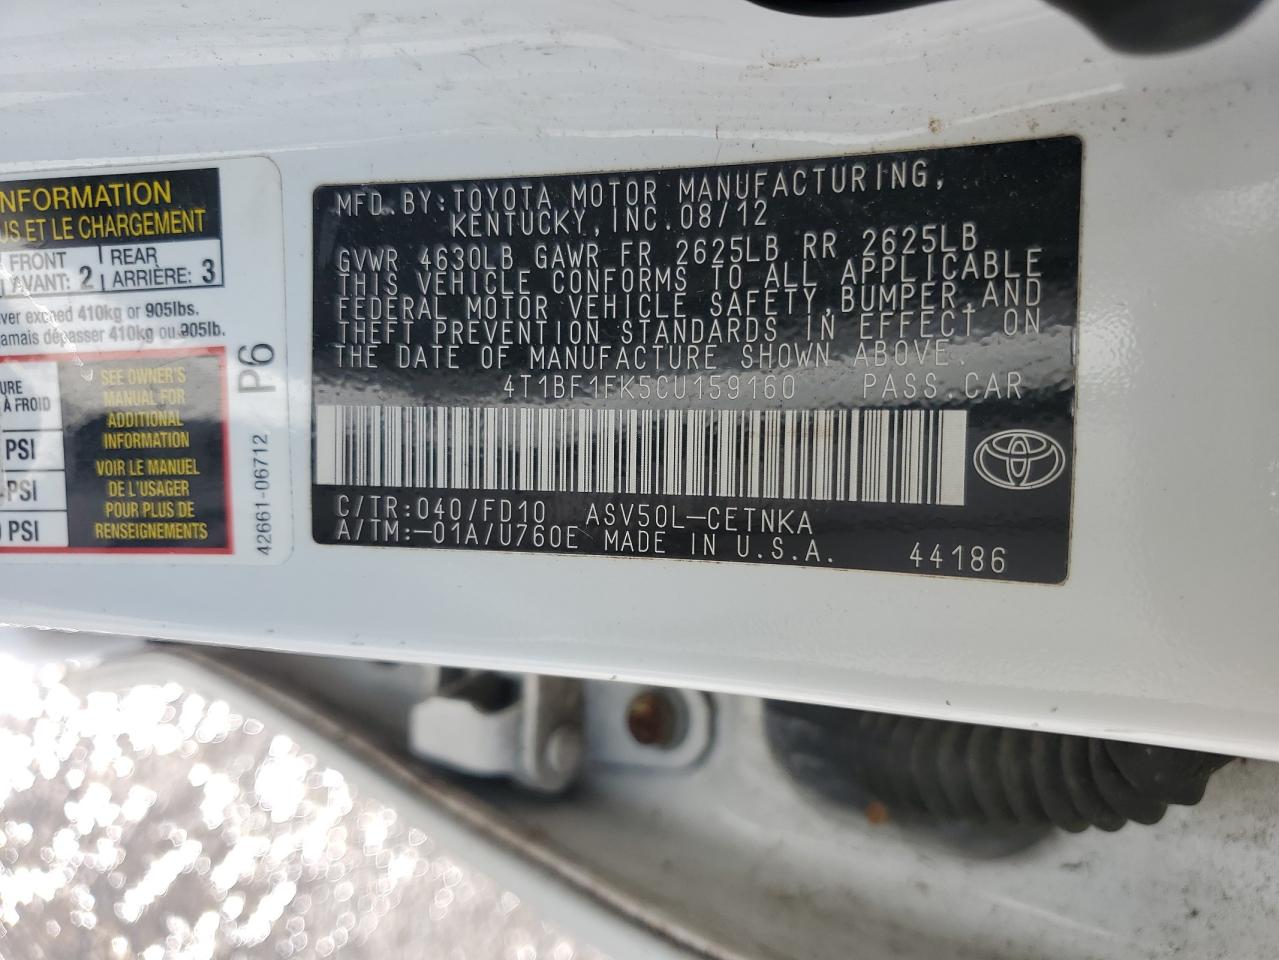 NFORMATION
US ET LE CHARGEMENT
FRONT
AVANT: 2
REAR
ARRIÈRE: 3
ver exceed 410kg or 905lbs.
amais dépasser 410kg ou 905lb.
À FROID
PSI
PSI
PSI
SEE OWNER'S
MANUAL FOR
ADDITIONAL
INFORMATION
VOIR LE MANUEL
DE L'USAGER
POUR PLUS DE
RENSEIGNEMENTS
P6
42661-06712
MFD. BY: TOYOTA MOTOR MANUFACTURING,
KENTUCKY, INC. 08/12
GVWR 4630LB GAWR FR 2625LB RR 2625LB
THIS VEHICLE CONFORMS TO ALL APPLICABLE
FEDERAL MOTOR VEHICLE SAFETY, BUMPER, AND
THEFT PREVENTION STANDARDS IN EFFECT ON
THE DATE OF MANUFACTURE SHOWN ABOVE.
4T1BF1FK5CU159160 PASS. CAR
C/TR: 040/FD10 ASV50L-CETNKA
A/TM: -01A/U760E MADE IN U.S.A. 44186